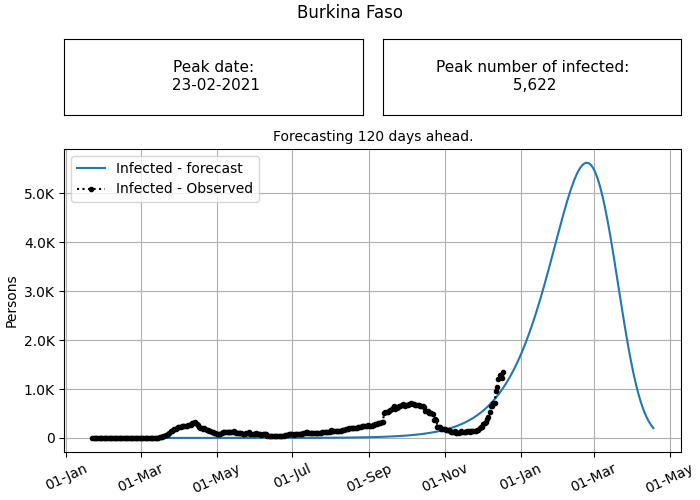 Burkina Faso
Peak date:
23-02-2021
Peak number of infected:
5,622
Forecasting 120 days ahead.
Infected - forecast
Infected - Observed
Persons
5.0K
4.0K
3.0K
2.0K
1.0K
0
01-Jan
01-Mar
01-May
01-Jul
01-Sep
01-Nov
01-Jan
01-Mar
01-May